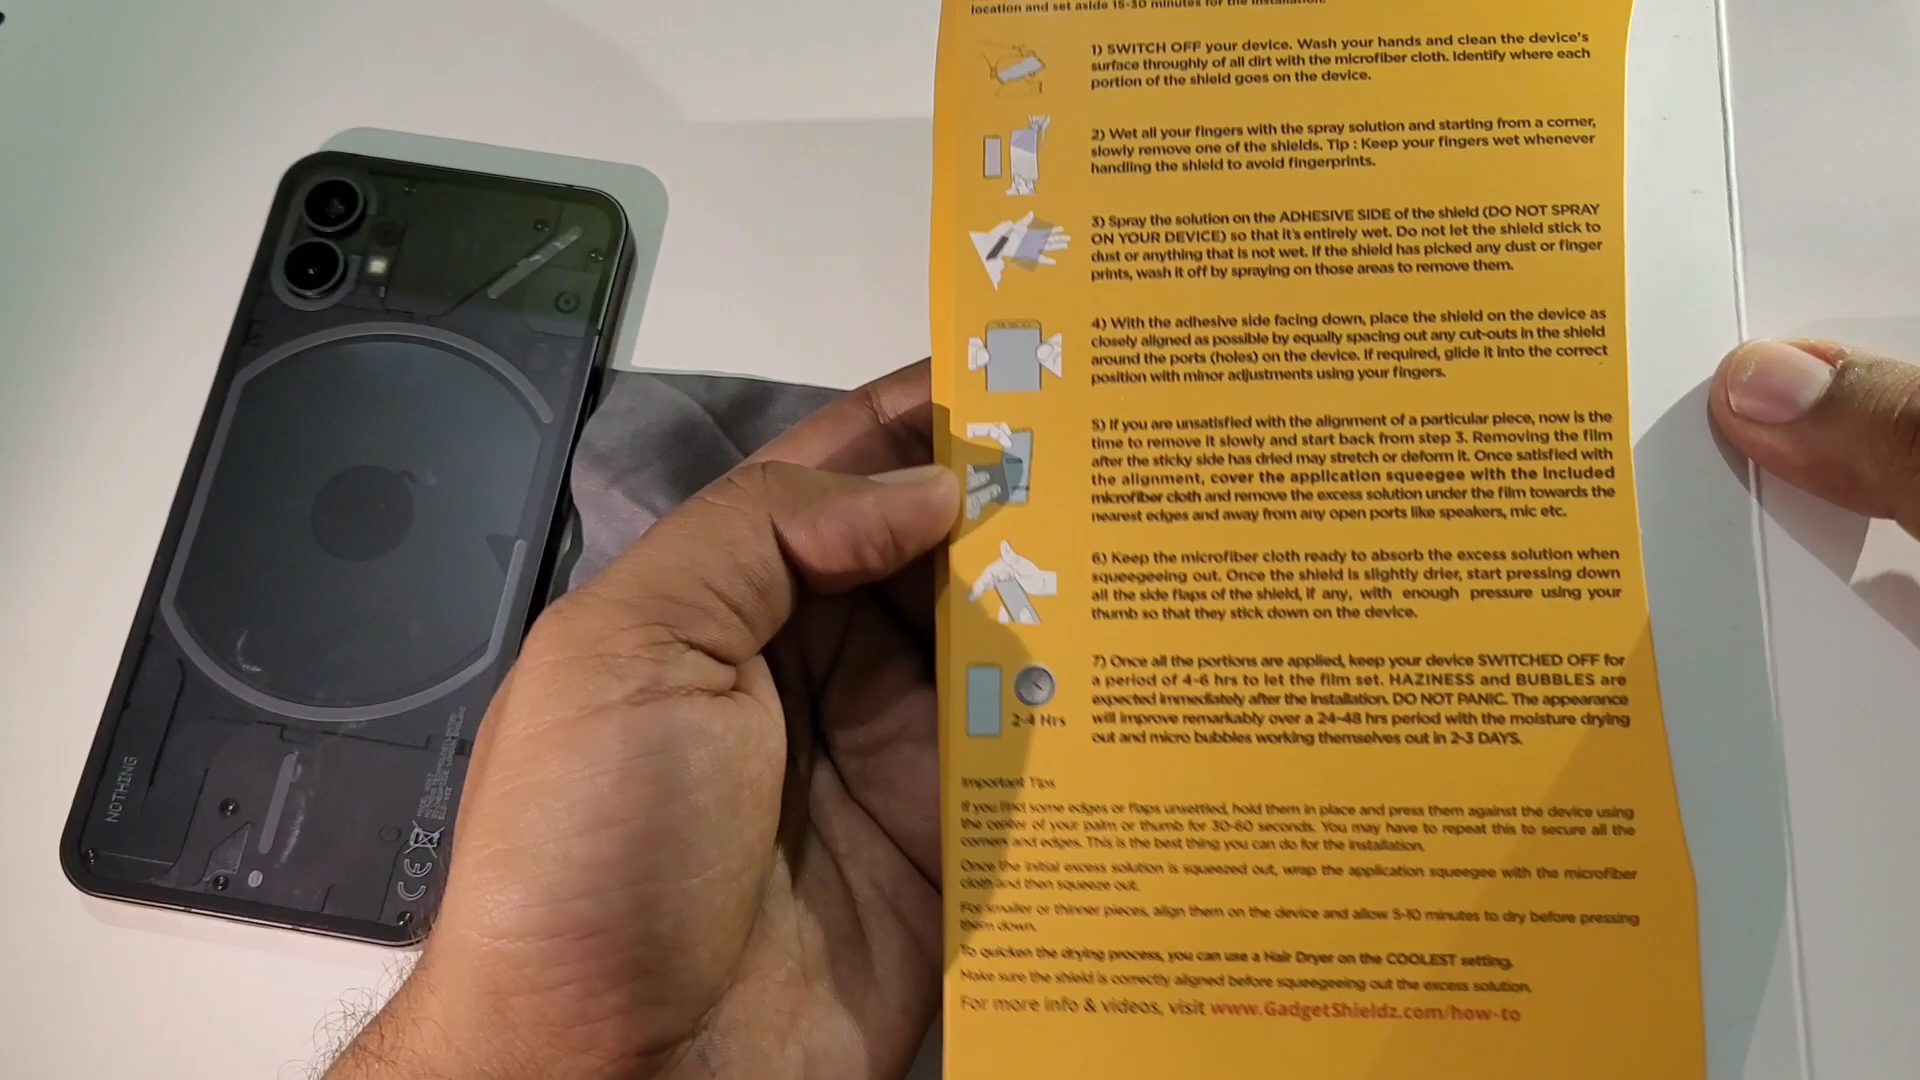 location and set aside 15-30 minutes for the installation.
1) SWITCH OFF your device. Wash your hands and clean the device's
surface throughly of all dirt with the microfiber cloth. Identify where each
portion of the shield goes on the device.
2) Wet all your fingers with the spray solution and starting from a corner,
slowly remove one of the shields. Tip : Keep your fingers wet whenever
handling the shield to avoid fingerprints.
3) Spray the solution on the ADHESIVE SIDE of the shield (DO NOT SPRAY
ON YOUR DEVICE) so that it's entirely wet. Do not let the shield stick to
dust or anything that is not wet. If the shield has picked any dust or finger
prints, wash it off by spraying on those areas to remove them.
4) With the adhesive side facing down, place the shield on the device as
closely aligned as possible by equally spacing out any cut-outs in the shield
around the ports (holes) on the device. If required, glide it into the correct
position with minor adjustments using your fingers.
5) If you are unsatisfied with the alignment of a particular piece, now is the
time to remove it slowly and start back from step 3. Removing the film
after the sticky side has dried may stretch or deform it. Once satisfied with
the alignment, cover the application squeegee with the included
microfiber cloth and remove the excess solution under the film towards the
nearest edges and away from any open ports like speakers, mic etc.
6) Keep the microfiber cloth ready to absorb the excess solution when
squeegeeing out. Once the shield is slightly drier, start pressing down
all the side flaps of the shield, if any, with enough pressure using your
thumb so that they stick down on the device.
7) Once all the portions are applied, keep your device SWITCHED OFF for
a period of 4-6 hrs to let the film set. HAZINESS and BUBBLES are
expected immediately after the installation. DO NOT PANIC. The appearance
will improve remarkably over a 24-48 hrs period with the moisture drying
out and micro bubbles working themselves out in 2-3 DAYS.
2-4 Hrs
Important Tips
If you find some edges or flaps unsettled, hold them in place and press them against the device using
the center of your palm or thumb for 30-60 seconds. You may have to repeat this to secure all the
corners and edges. This is the best thing you can do for the installation.
Once the initial excess solution is squeezed out, wrap the application squeegee with the microfiber
cloth and then squeeze out.
For smaller or thinner pieces, align them on the device and allow 5-10 minutes to dry before pressing
them down.
To quicken the drying process, you can use a Hair Dryer on the COOLEST setting.
Make sure the shield is correctly aligned before squeegeeing out the excess solution.
For more info & videos, visit www.GadgetShieldz.com/how-to
NOTHING
CE